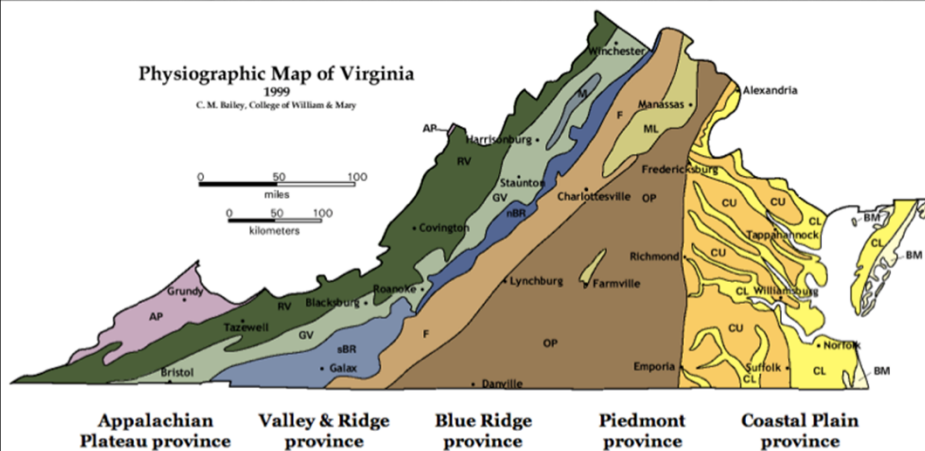 Physiographic Map of Virginia
1999
C. M. Bailey, College of William & Mary
0 50 100
miles
0 50 100
kilometers
Winchester
M
Alexandria
Manassas
F
ML
AP
Harrisonburg
RV
Fredericksburg
Staunton
GV
Charlottesville
OP
nBR
CU
CU
CL
BM
Tappahannock
CL
BM
Covington
CU
Richmond
Roanoke
Lynchburg
Farmville
CL
Williamsburg
Grundy
AP
RV
Blacksburg
Tazewell
GV
F
OP
CU
sBR
Norfolk
Bristol
Galax
Emporia
Suffolk
CL
CL
BM
Danville
Appalachian
Plateau province
Valley & Ridge
province
Blue Ridge
province
Piedmont
province
Coastal Plain
province